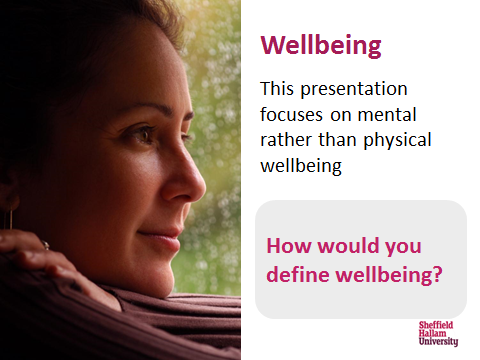 Wellbeing
This presentation
focuses on mental
rather than physical
wellbeing
How would you
define wellbeing?
Sheffield
Hallam
University